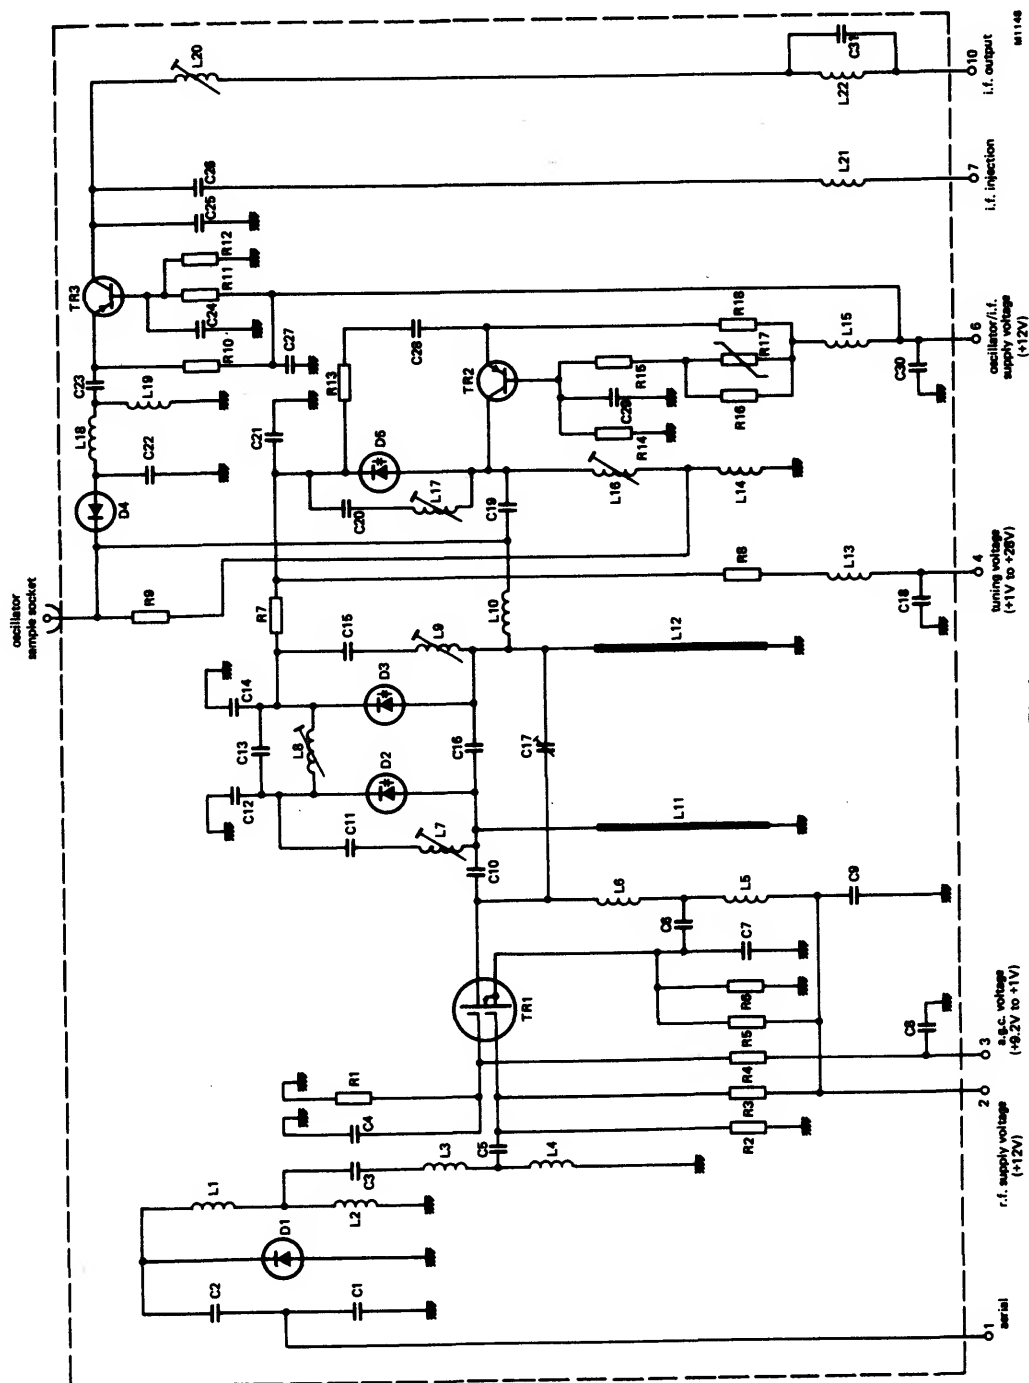 oscillator
sample socket
TR3
D4
L18
C23
L19
C22
R9
L20
C26
C25
R12
R11
C24
R10
C27
L1
C2
D1
L2
C1
C3
C4
R1
C12
C13
C14
L8
R7
C21
R13
C15
C11
D2
D3
L9
L7
C20
D5
L17
C28
TR2
L3
C5
L4
TR1
C10
C16
L10
C19
C17
L6
L11
L12
L16
R14
C29
R15
C6
L5
C7
R2
R3
R4
R5
R6
R8
L14
R16
R17
R18
L13
L15
L21
L22
C31
C9
C8
C18
C30
1
aerial
2
r.f. supply voltage
(+12V)
3
a.g.c. voltage
(+9.2V to +1V)
4
tuning voltage
(+1V to +28V)
6
oscillator/i.f.
supply voltage
(+12V)
7
i.f. injection
10
i.f. output
M1146